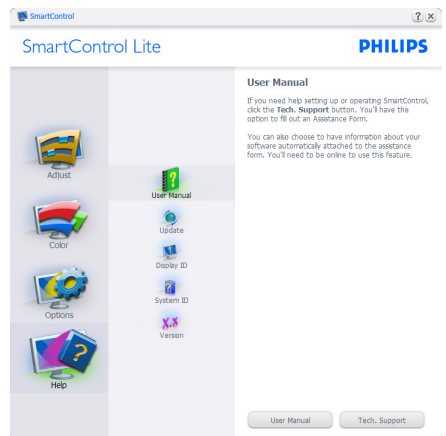 SmartControl
? ×
SmartControl Lite
PHILIPS
Adjust
Color
Options
Help
User Manual
Update
Display ID
System ID
X.X
Version
User Manual
If you need help setting up or operating SmartControl,
click the Tech. Support button. You'll have the
option to fill out an Assistance Form.
You can also choose to have information about your
software automatically attached to the assistance
form. You'll need to be online to use this feature.
User Manual
Tech. Support